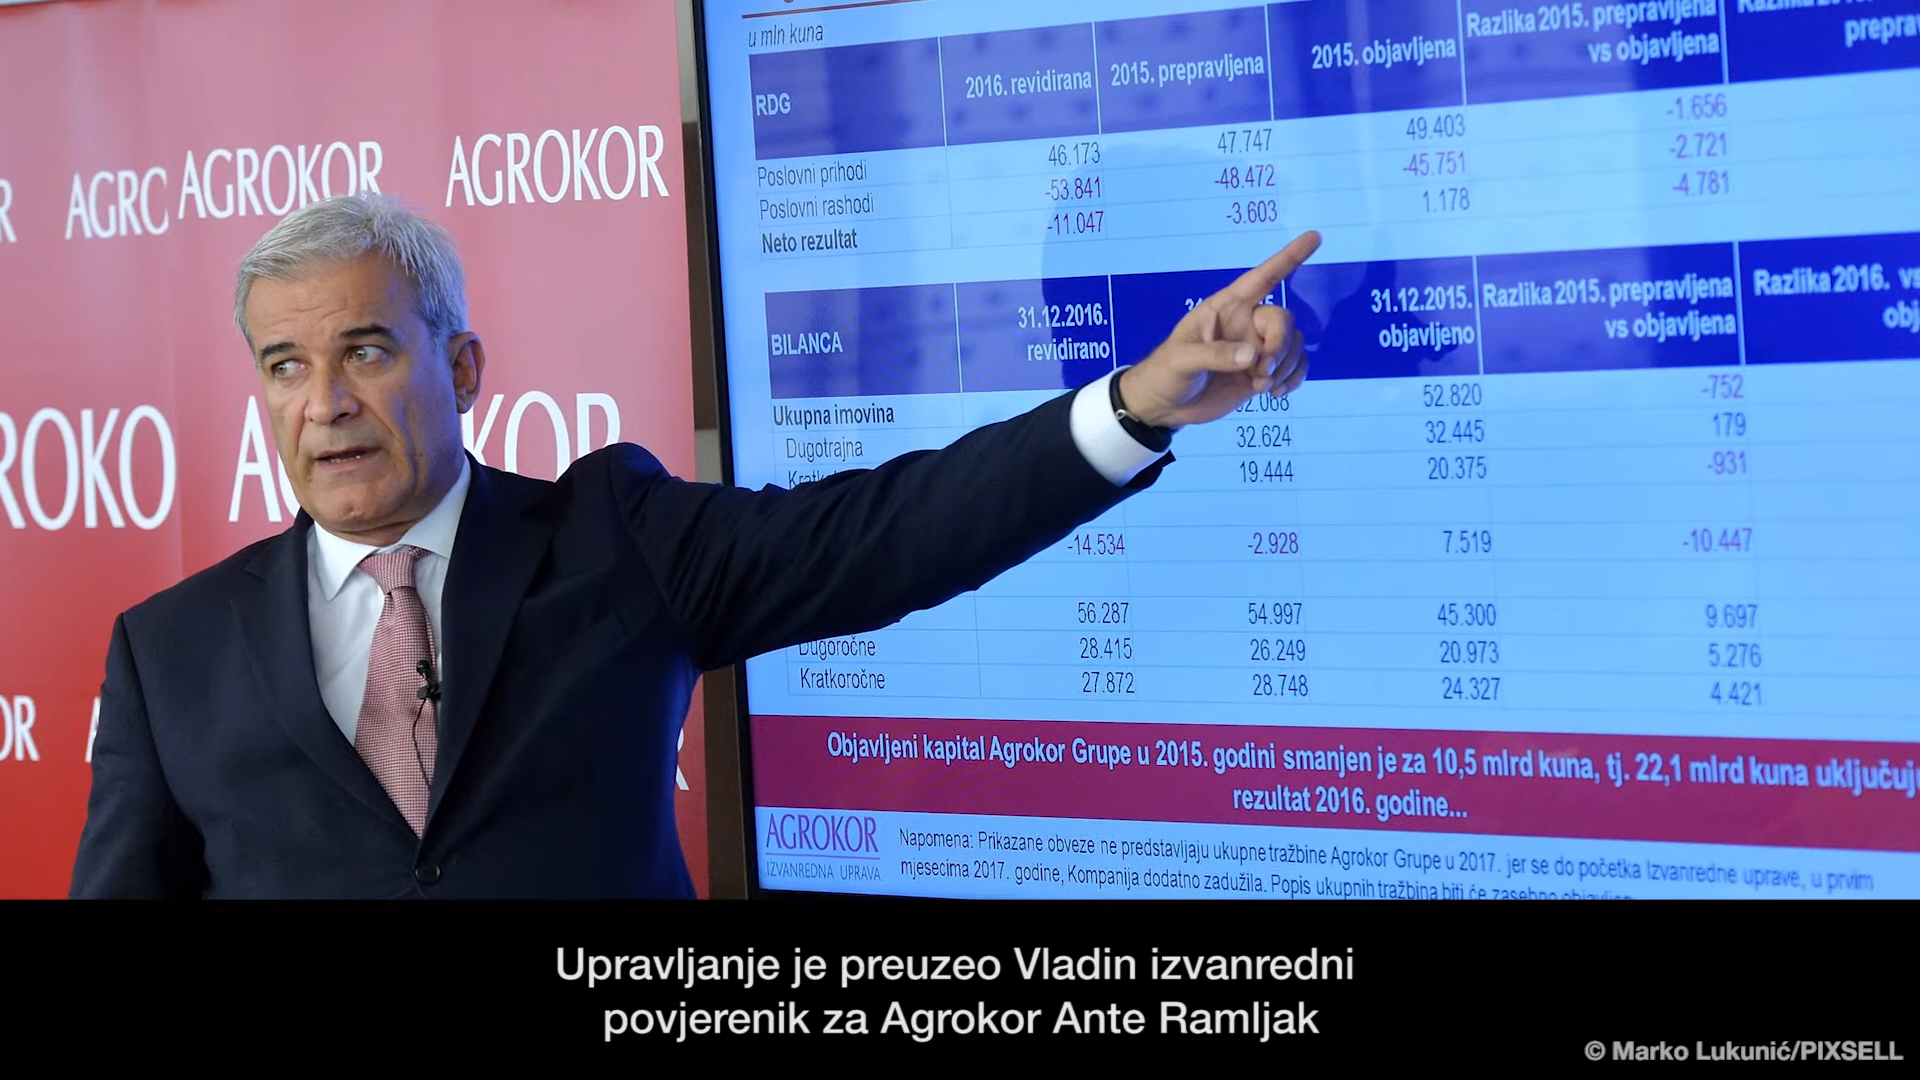 AGROKOR
AGRC
AGROKOR
ROKO
u mln kuna
RDG
2016. revidirana
2015. prepravljena
2015. objavljena
Razlika 2015. prepravljena
vs objavljena
Poslovni prihodi
46.173
47.747
49.403
-1.656
Poslovni rashodi
-53.841
-48.472
-45.751
-2.721
Neto rezultat
-11.047
-3.603
1.178
-4.781
BILANCA
31.12.2016.
revidirano
31.12.2015.
objavljeno
Razlika 2015. prepravljena
vs objavljena
Razlika 2016. vs
Ukupna imovina
52.820
-752
Dugotrajna
32.624
32.445
179
19.444
20.375
-931
-14.534
-2.928
7.519
-10.447
56.287
54.997
45.300
9.697
Dugoročne
28.415
26.249
20.973
5.276
Kratkoročne
27.872
28.748
24.327
4.421
Objavljeni kapital Agrokor Grupe u 2015. godini smanjen je za 10,5 mlrd kuna, tj. 22,1 mlrd kuna uključuju
rezultat 2016. godine...
AGROKOR
IZVANREDNA UPRAVA
Napomena: Prikazane obveze ne predstavljaju ukupne tražbine Agrokor Grupe u 2017. jer se do početka Izvanredne uprave, u prvim
mjesecima 2017. godine, Kompanija dodatno zadužila. Popis ukupnih tražbina biti će zasebno
Upravljanje je preuzeo Vladin izvanredni
povjerenik za Agrokor Ante Ramljak
© Marko Lukunić/PIXSELL